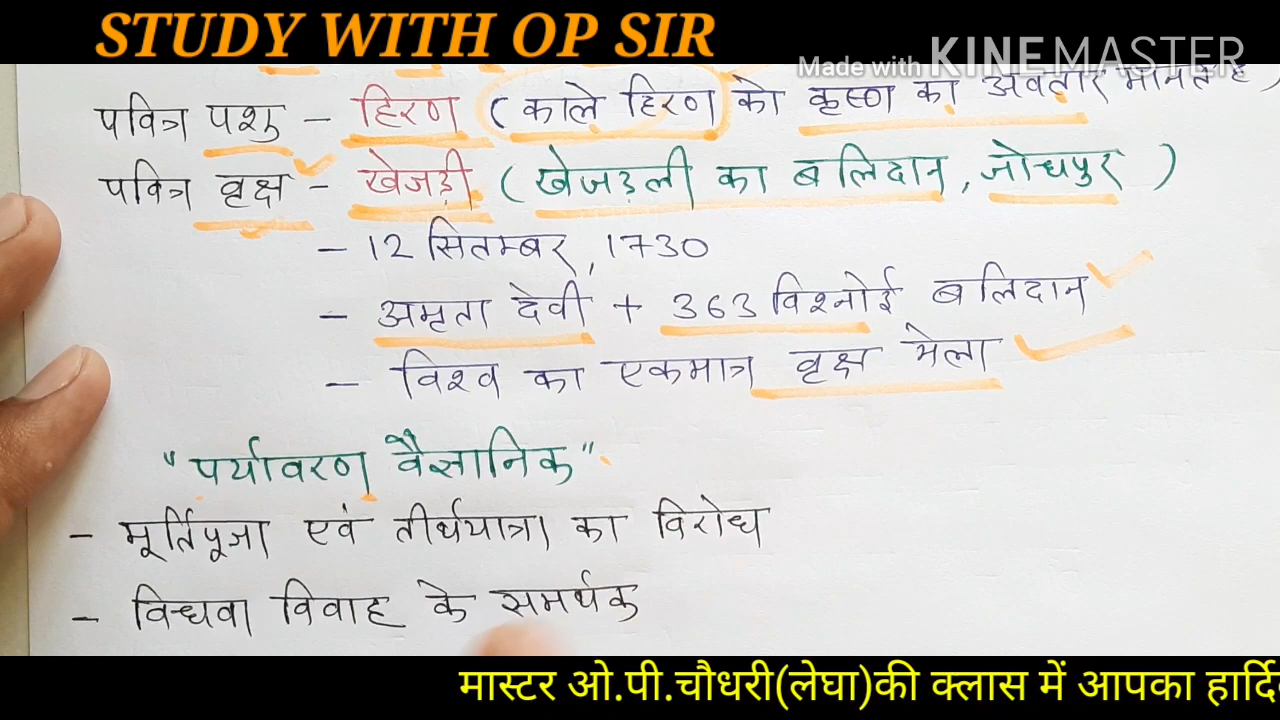 STUDY WITH OP SIR
Made with KINEMASTER
पवित्र पशु - हिरण (काले हिरण को कृष्ण का अवतार मानते है)
पवित्र वृक्ष - खेजड़ी (खेजड़ली का बलिदान, जोधपुर)
- 12 सितम्बर, 1730
- अमृता देवी + 363 विश्नोई बलिदान
- विश्व का एकमात्र वृक्ष मेला
"पर्यावरण वैज्ञानिक"
- मूर्तिपूजा एवं तीर्थयात्रा का विरोध
- विधवा विवाह के समर्थक
मास्टर ओ.पी.चौधरी(लेघा)की क्लास में आपका हार्दि